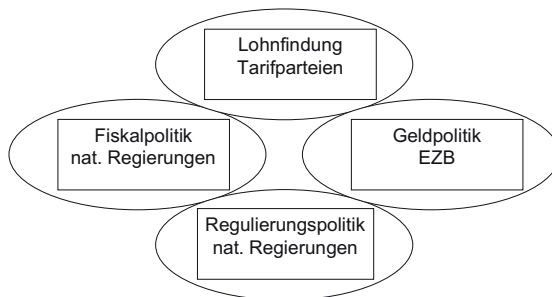 Lohnfindung
Tarifparteien
Fiskalpolitik
nat. Regierungen
Geldpolitik
EZB
Regulierungspolitik
nat. Regierungen